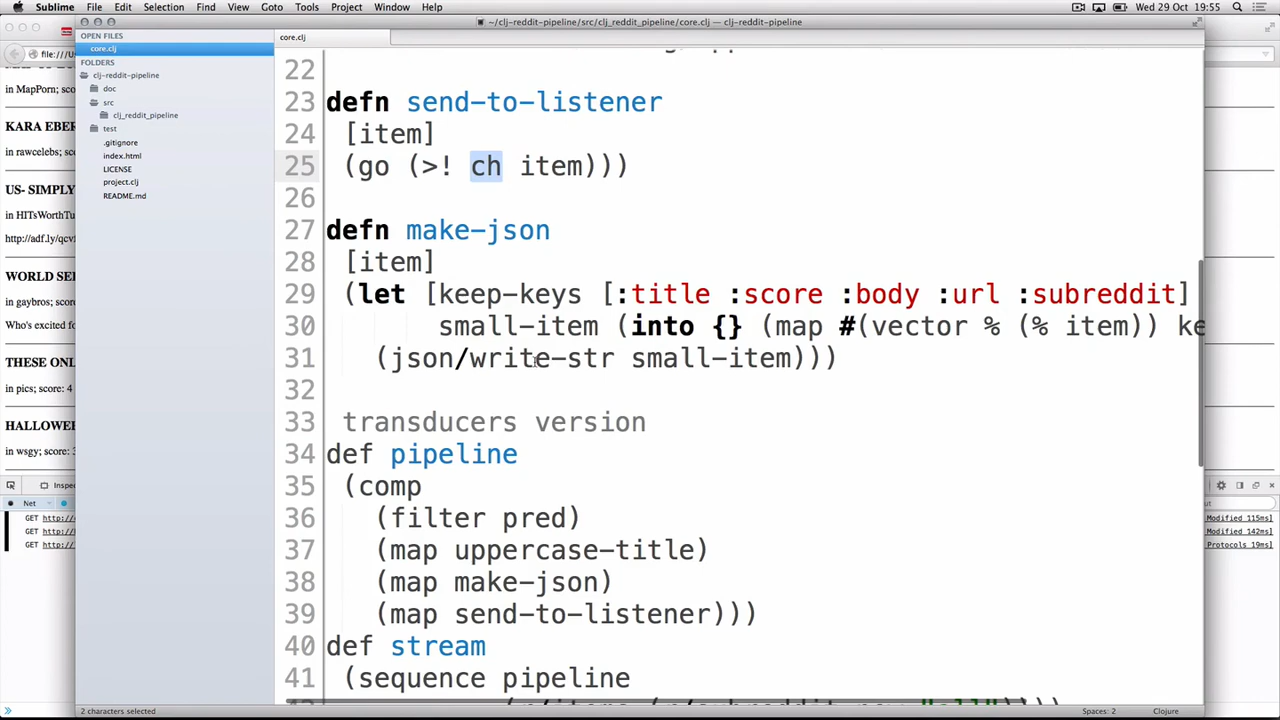 Sublime File Edit Selection Find View Goto Tools Project Window Help
Wed 29 Oct 19:55
~/clj-reddit-pipeline/src/clj_reddit_pipeline/core.clj — clj-reddit-pipeline
OPEN FILES
core.clj
FOLDERS
clj-reddit-pipeline
doc
src
clj_reddit_pipeline
test
.gitignore
index.html
LICENSE
project.clj
README.md
core.clj
22
23 defn send-to-listener
24 [item]
25 (go (>! ch item)))
26
27 defn make-json
28 [item]
29 (let [keep-keys [:title :score :body :url :subreddit]
30 small-item (into {} (map #(vector % (% item)) ke
31 (json/write-str small-item)))
32
33 transducers version
34 def pipeline
35 (comp
36 (filter pred)
37 (map uppercase-title)
38 (map make-json)
39 (map send-to-listener)))
40 def stream
41 (sequence pipeline
file:///U
in MapPorn; sc
KARA EBER
in rawcelebs; sc
US- SIMPLY
in HITsWorthTu
http://adf.ly/qcvf
WORLD SE
in gaybros; sco
Who's excited fo
THESE ONL
in pics; score: 4
HALLOWE
in wsgy; score: 3
Inspe
Net
GET http://
GET http://
GET http://
Modified 115ms]
Modified 142ms]
Protocols 19ms]
2 characters selected
Spaces: 2
Clojure